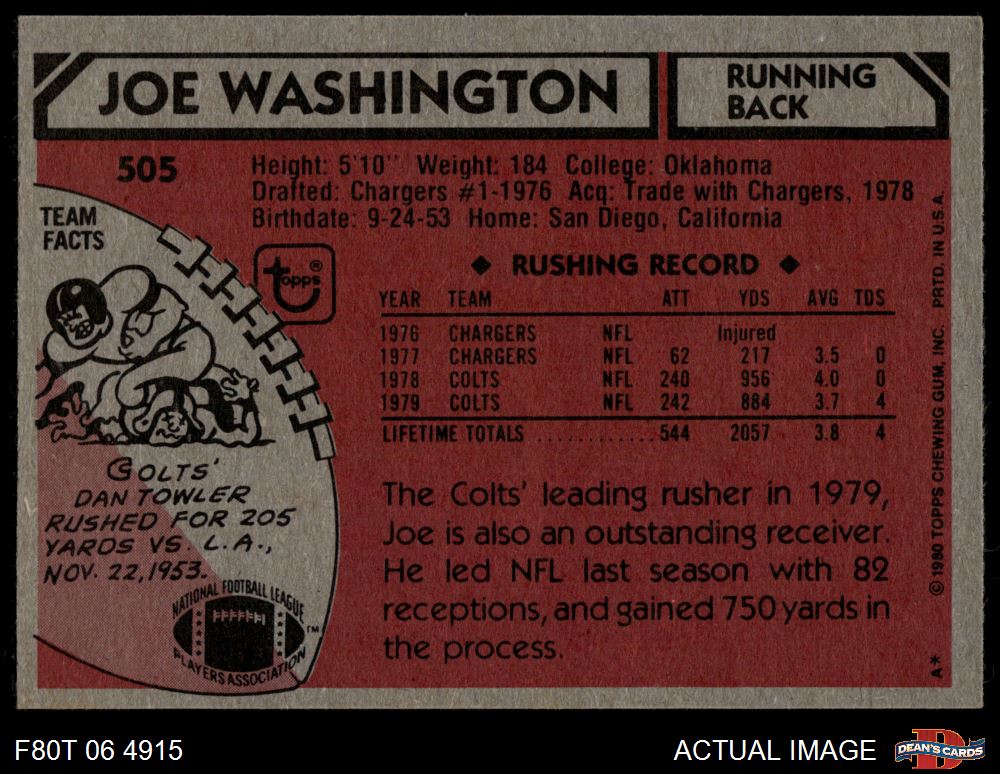 JOE WASHINGTON
RUNNING
BACK
505
Height: 5'10" Weight: 184 College: Oklahoma
Drafted: Chargers #1-1976 Acq: Trade with Chargers, 1978
Birthdate: 9-24-53 Home: San Diego, California
TEAM
FACTS
topps®
◆ RUSHING RECORD ◆
YEAR TEAM ATT YDS AVG TDS
1976 CHARGERS NFL Injured
1977 CHARGERS NFL 62 217 3.5 0
1978 COLTS NFL 240 956 4.0 0
1979 COLTS NFL 242 884 3.7 4
LIFETIME TOTALS ............ 544 2057 3.8 4
COLTS'
DAN TOWLER
RUSHED FOR 205
YARDS VS. L.A.,
NOV. 22, 1953.
NATIONAL FOOTBALL LEAGUE
PLAYERS ASSOCIATION
TM
The Colts' leading rusher in 1979,
Joe is also an outstanding receiver.
He led NFL last season with 82
receptions, and gained 750 yards in
the process.
A* ©1980 TOPPS CHEWING GUM, INC. PRTD. IN U.S.A.
F80T 06 4915
ACTUAL IMAGE
D
DEAN'S CARDS